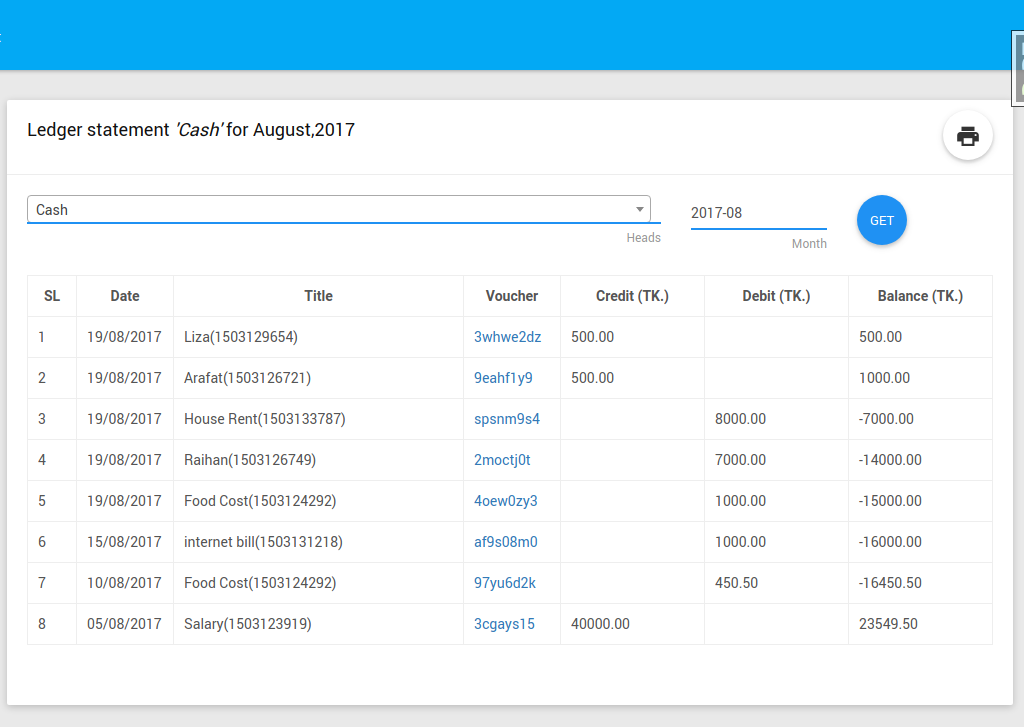 Ledger statement 'Cash' for August,2017
Cash
2017-08
GET
Heads
Month
SL Date Title Voucher Credit (TK.) Debit (TK.) Balance (TK.)
1 19/08/2017 Liza(1503129654) 3whwe2dz 500.00 500.00
2 19/08/2017 Arafat(1503126721) 9eahf1y9 500.00 1000.00
3 19/08/2017 House Rent(1503133787) spsnm9s4 8000.00 -7000.00
4 19/08/2017 Raihan(1503126749) 2moctj0t 7000.00 -14000.00
5 19/08/2017 Food Cost(1503124292) 4oew0zy3 1000.00 -15000.00
6 15/08/2017 internet bill(1503131218) af9s08m0 1000.00 -16000.00
7 10/08/2017 Food Cost(1503124292) 97yu6d2k 450.50 -16450.50
8 05/08/2017 Salary(1503123919) 3cgays15 40000.00 23549.50